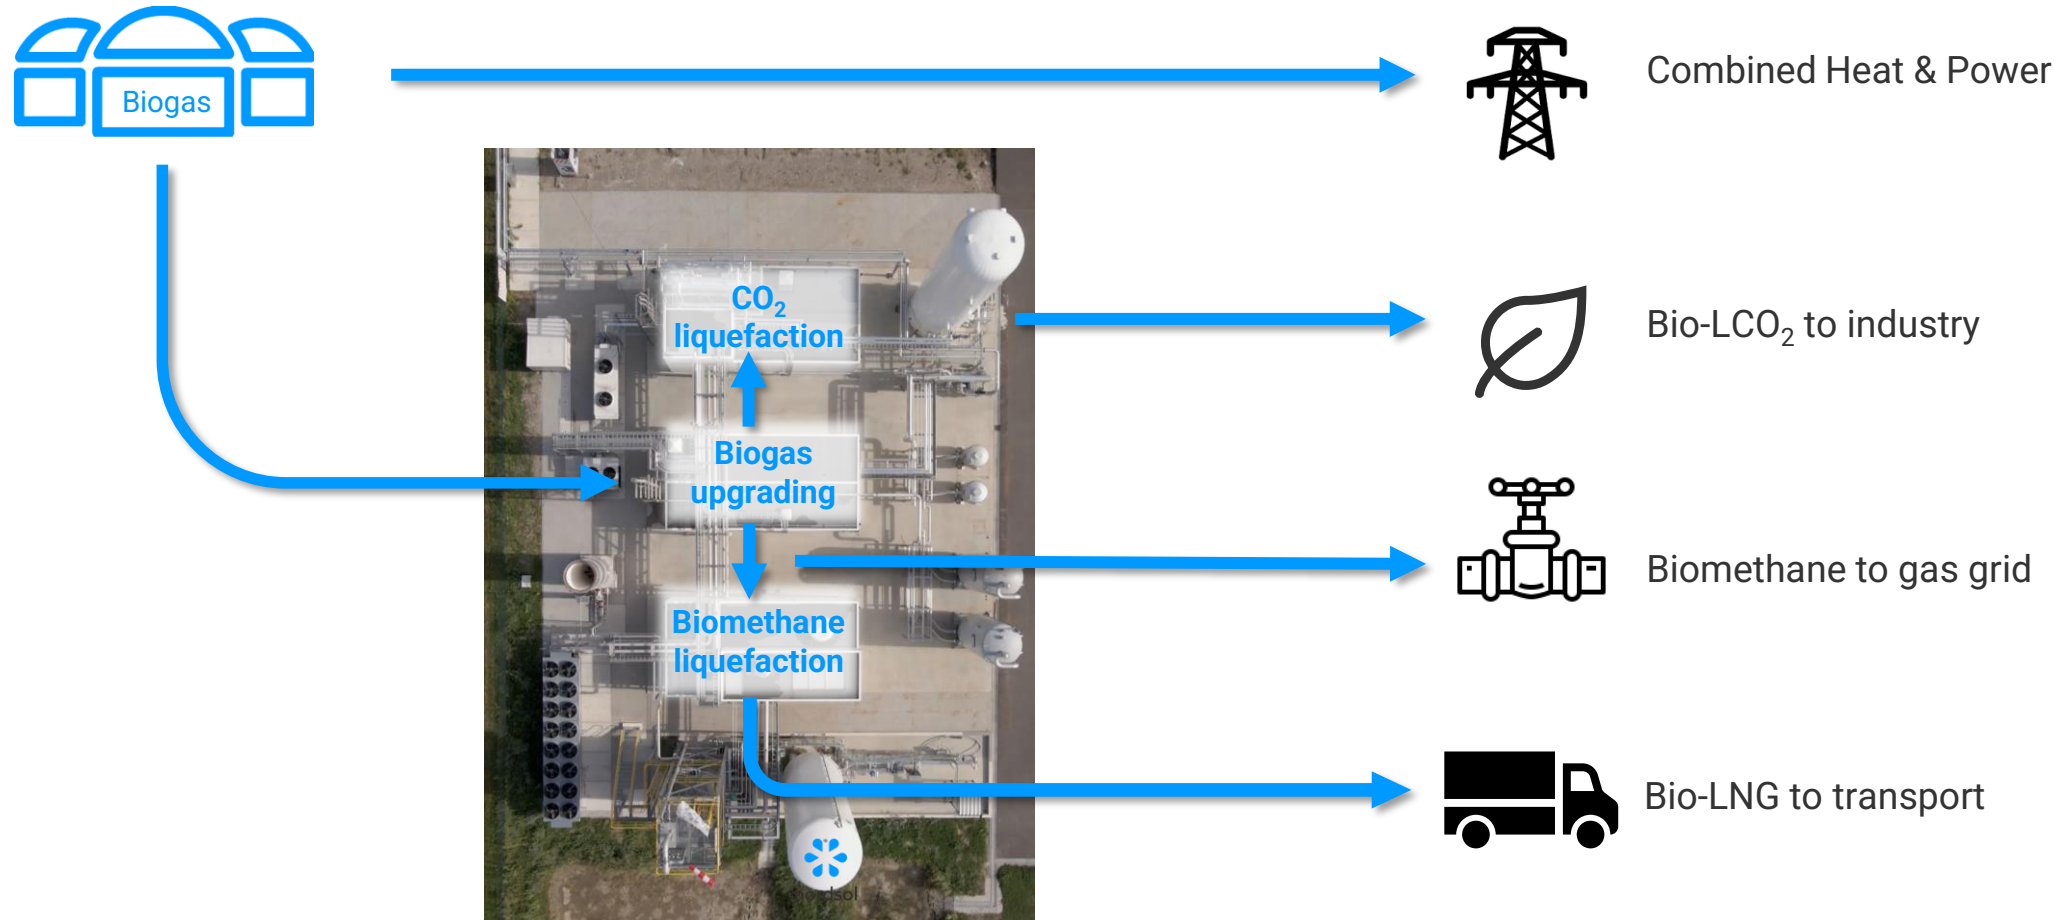 Biogas
Combined Heat & Power
CO₂
liquefaction
Bio-LCO₂ to industry
Biogas
upgrading
Biomethane to gas grid
Biomethane
liquefaction
Bio-LNG to transport